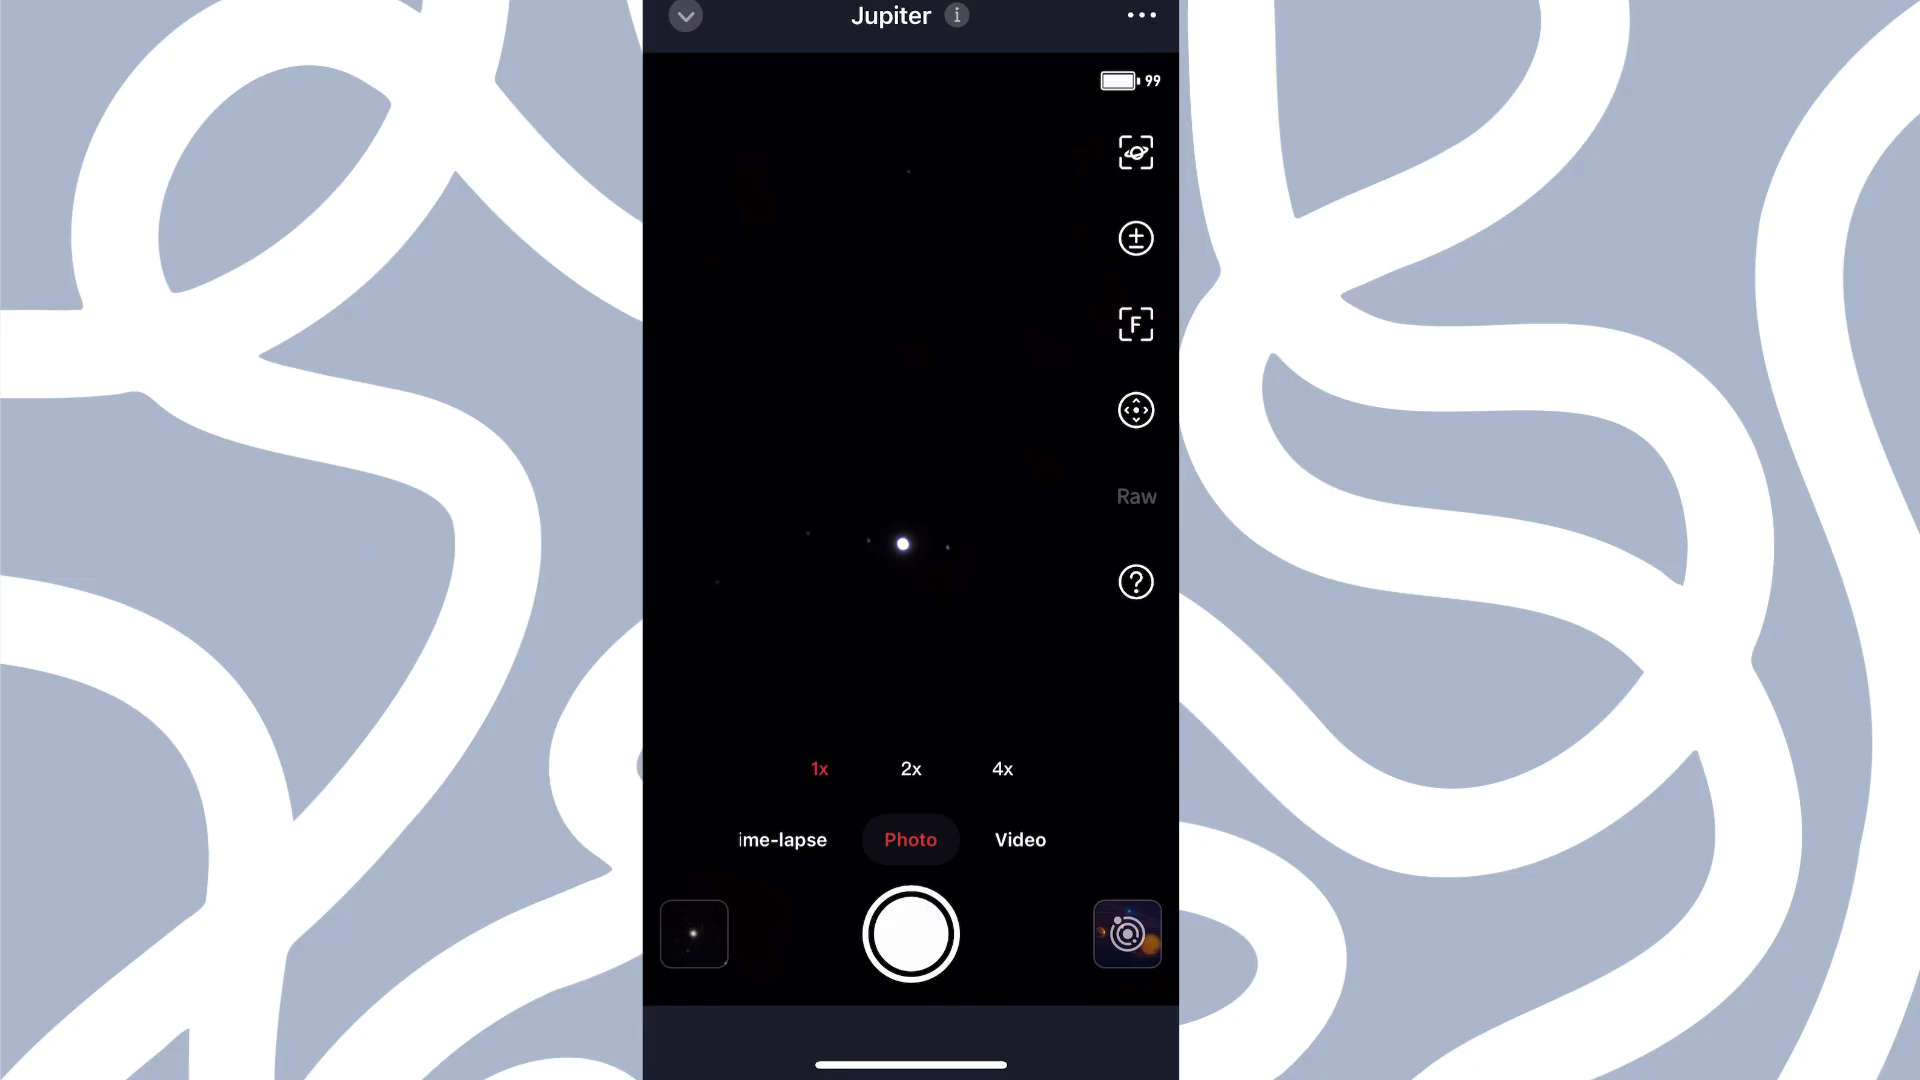 Jupiter
99
F
Raw
1x 2x 4x
ime-lapse Photo Video